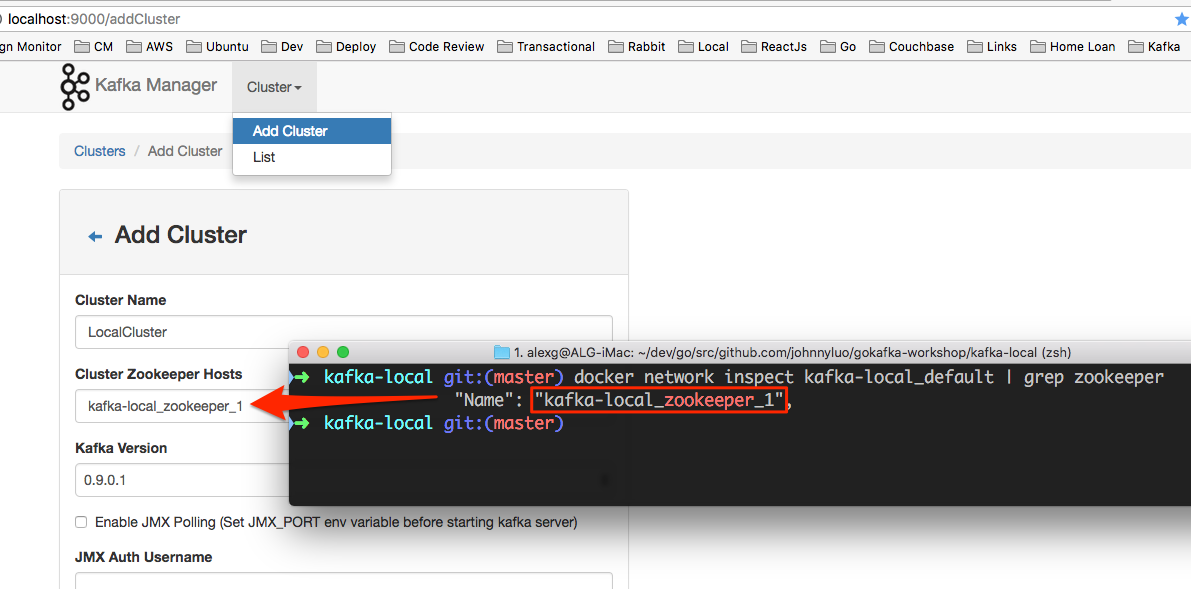 localhost:9000/addCluster
gn Monitor CM AWS Ubuntu Dev Deploy Code Review Transactional Rabbit Local ReactJs Go Couchbase Links Home Loan Kafka
Kafka Manager Cluster
Add Cluster
List
Clusters / Add Cluster
Add Cluster
Cluster Name
LocalCluster
Cluster Zookeeper Hosts
kafka-local_zookeeper_1
Kafka Version
0.9.0.1
Enable JMX Polling (Set JMX_PORT env variable before starting kafka server)
JMX Auth Username
1. alexg@ALG-iMac: ~/dev/go/src/github.com/johnnyluo/gokafka-workshop/kafka-local (zsh)
➜ kafka-local git:(master) docker network inspect kafka-local_default | grep zookeeper
"Name": "kafka-local_zookeeper_1",
➜ kafka-local git:(master)